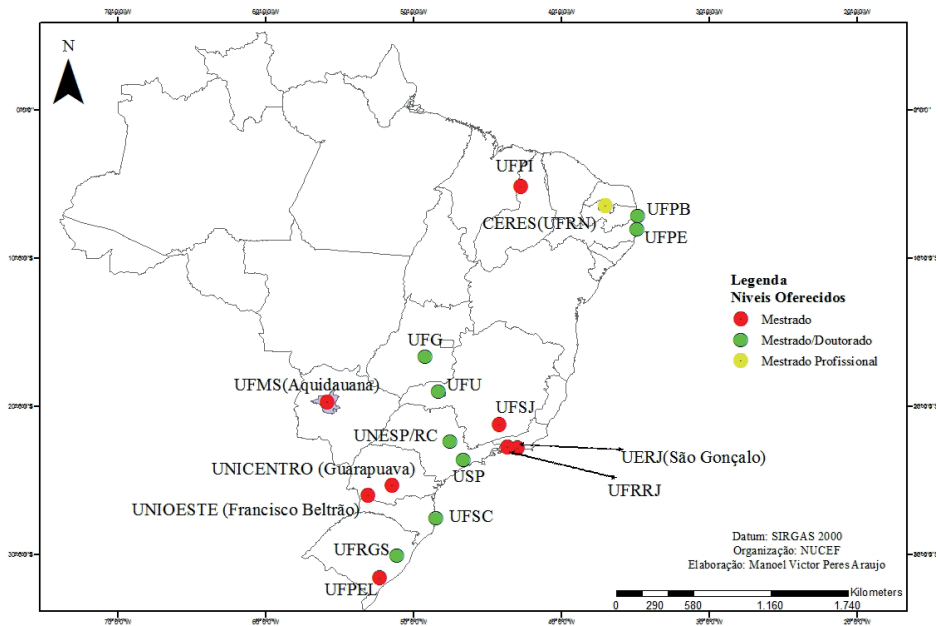 N
UFPI
CERES(UFRN)
UFPB
UFPE
Legenda
Niveis Oferecidos
Mestrado
Mestrado/Doutorado
Mestrado Profissional
UFG
UFMS(Aquidauana)
UFU
UFSJ
UNESP/RC
UERJ(São Gonçalo)
UNICENTRO (Guarapuava)
USP
UFRRJ
UNIOESTE (Francisco Beltrão)
UFSC
UFRGS
UFPEL
Datum: SIRGAS 2000
Organização: NUCEF
Elaboração: Manoel Victor Peres Araujo
Kilometers
0 290 580 1.160 1.740